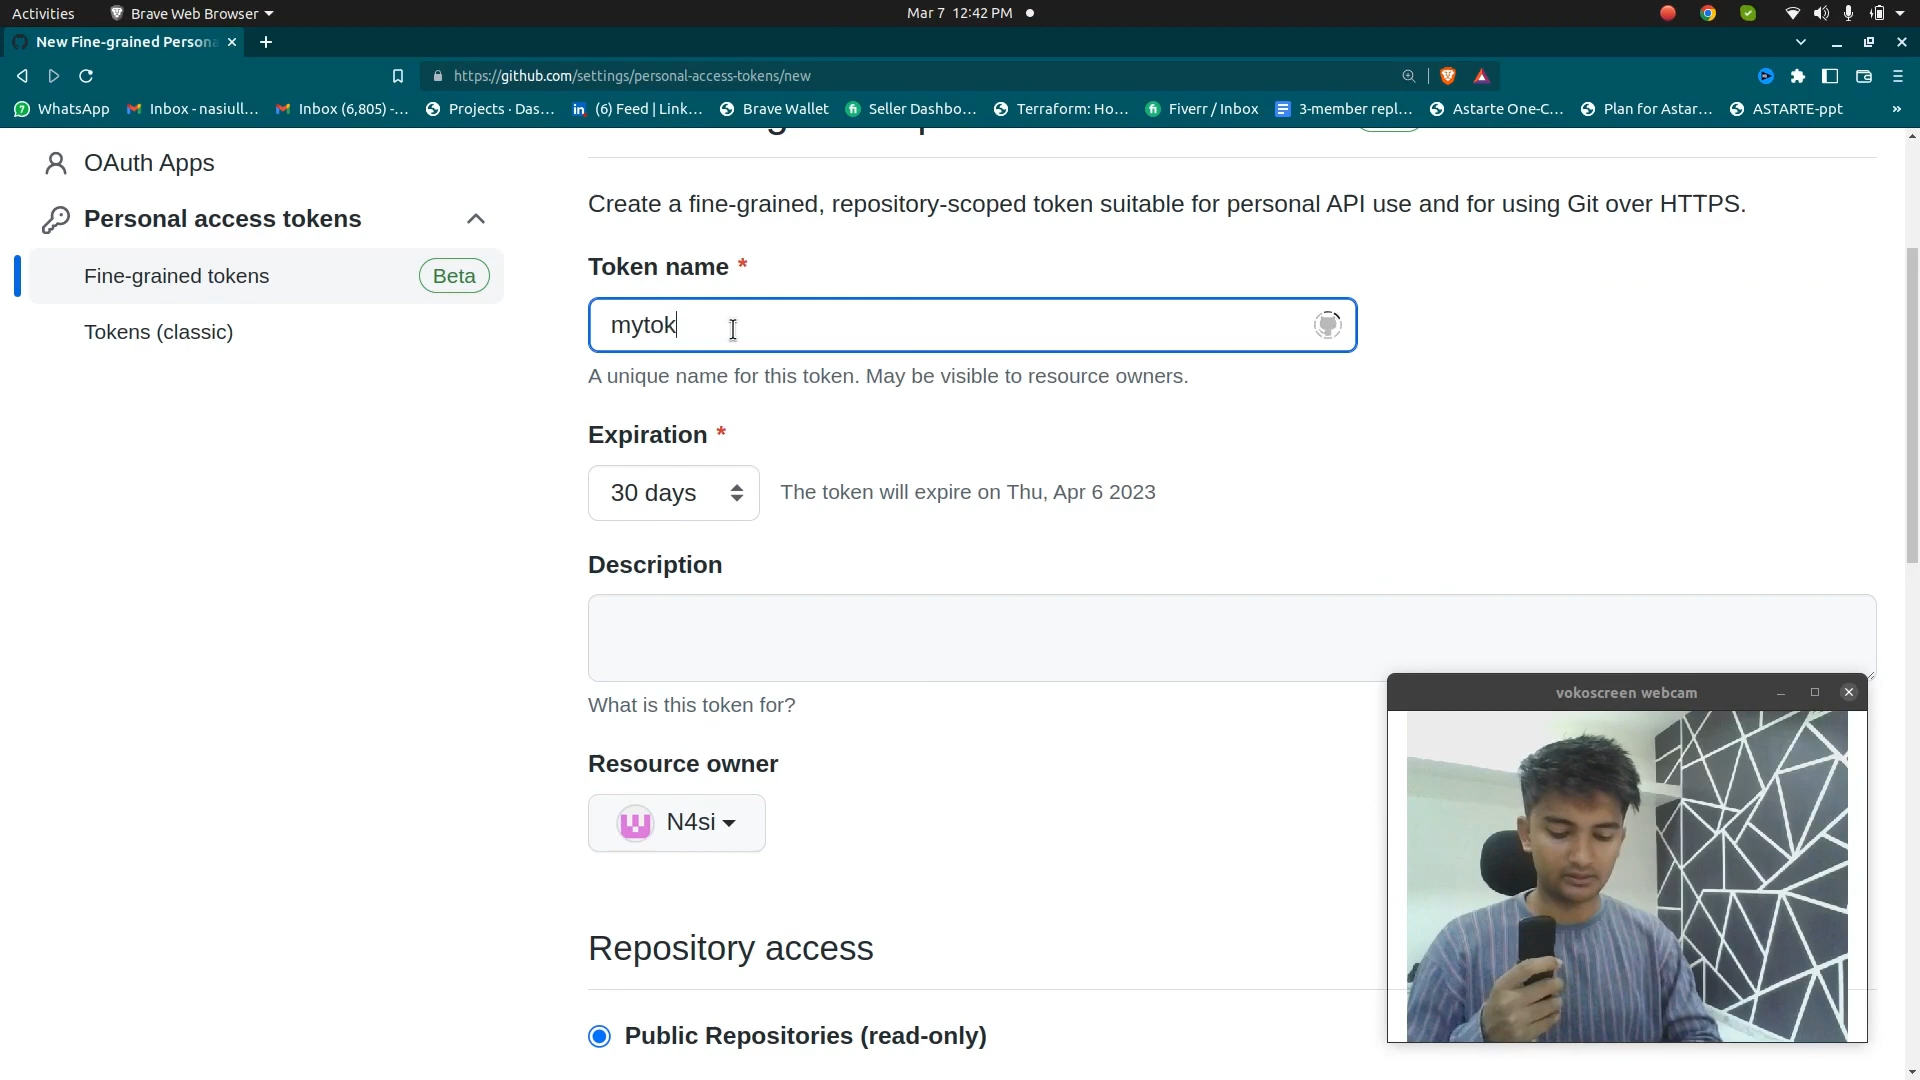 Activities
Brave Web Browser
Mar 7 12:42 PM
New Fine-grained Persona
https://github.com/settings/personal-access-tokens/new
WhatsApp
Inbox - nasiull...
Inbox (6,805) -...
Projects · Das...
(6) Feed | Link...
Brave Wallet
Seller Dashbo...
Terraform: Ho...
Fiverr / Inbox
3-member repl...
Astarte One-C...
Plan for Astar...
ASTARTE-ppt
»
OAuth Apps
Personal access tokens
Fine-grained tokens
Beta
Tokens (classic)
Create a fine-grained, repository-scoped token suitable for personal API use and for using Git over HTTPS.
Token name *
mytok
A unique name for this token. May be visible to resource owners.
Expiration *
30 days
The token will expire on Thu, Apr 6 2023
Description
What is this token for?
Resource owner
N4si
Repository access
Public Repositories (read-only)
vokoscreen webcam